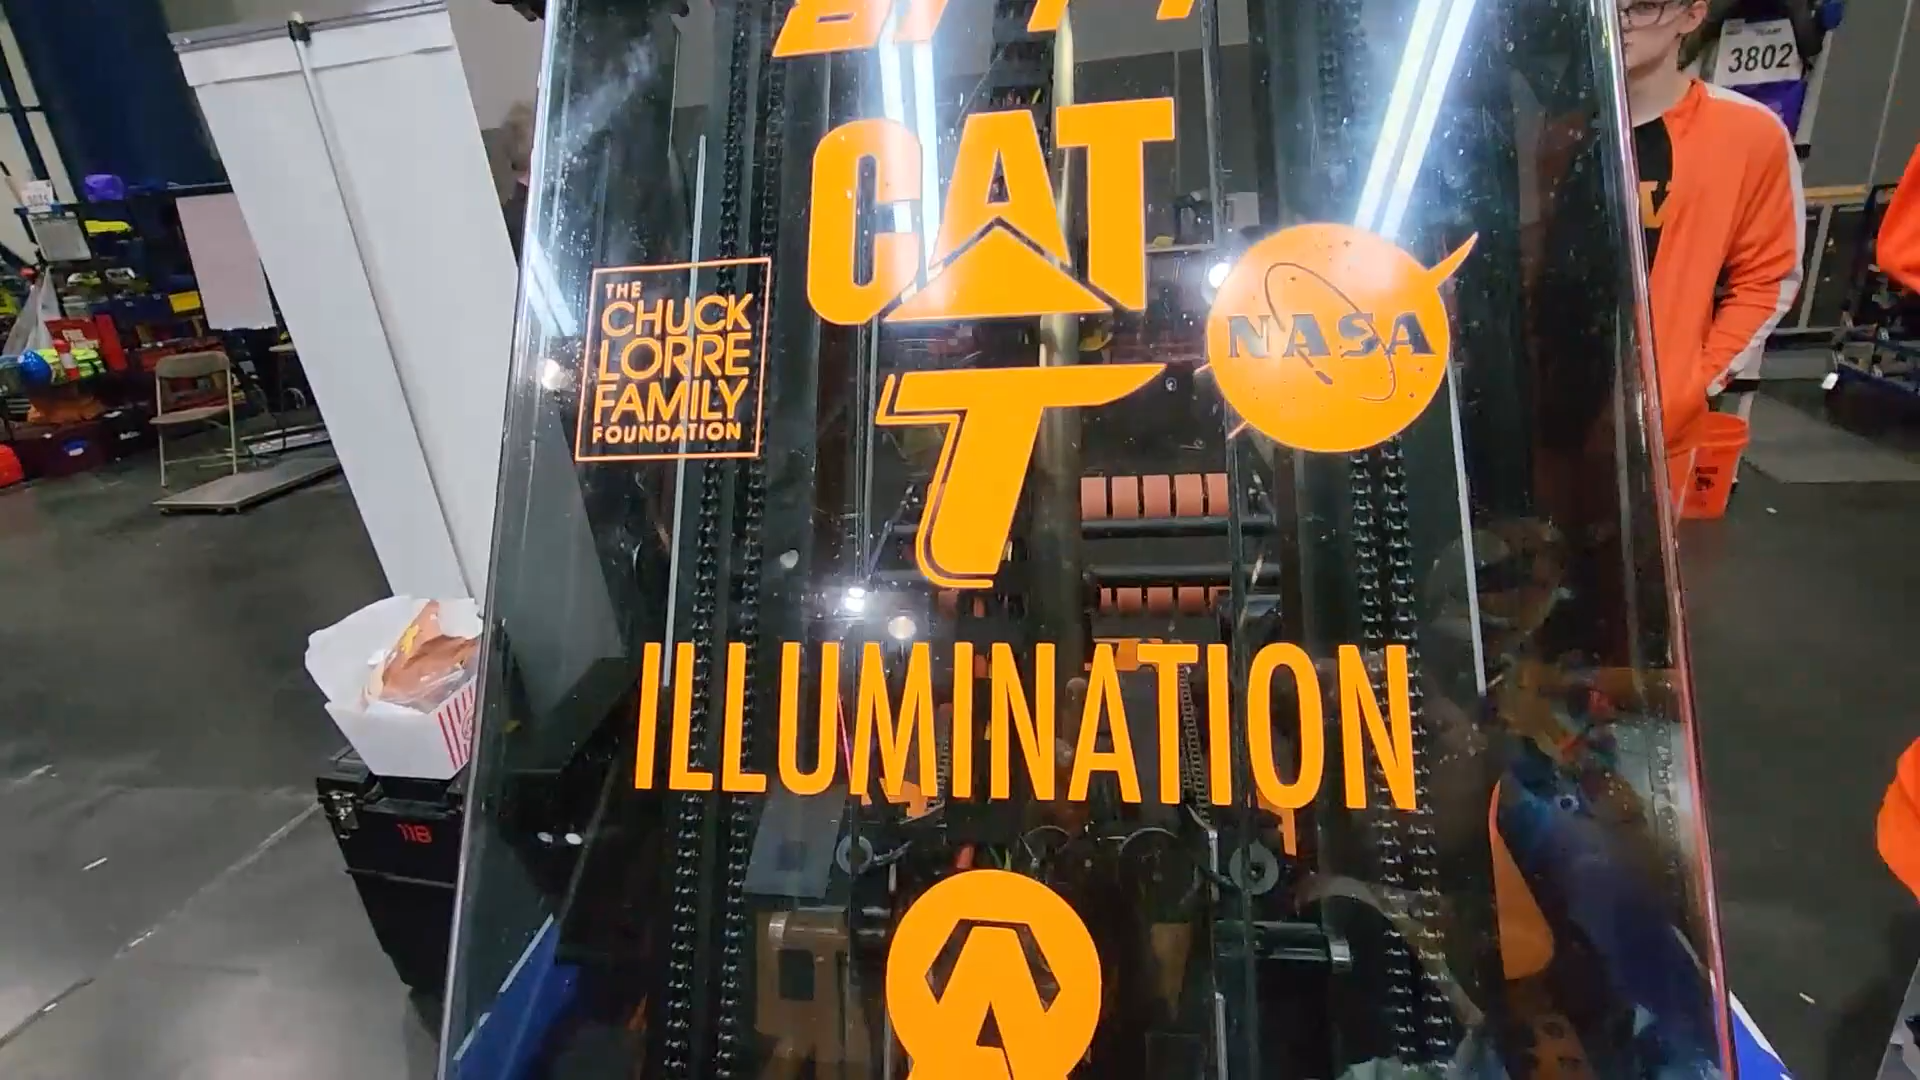 CAT
THE
CHUCK
LORRE
FAMILY
FOUNDATION
NASA
T
ILLUMINATION
3802
118